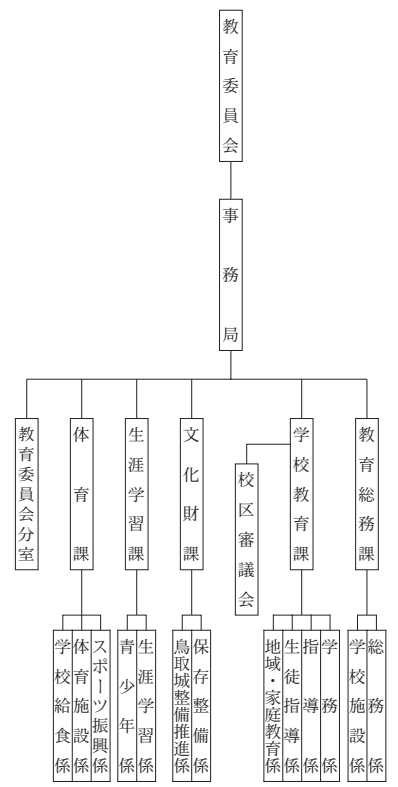 教育委員会
事務局
教育総務課
学校教育課
校区審議会
文化財課
生涯学習課
体育課
教育委員会分室
総務係
学校施設係
学務係
指導係
生徒指導係
地域・家庭教育係
保存整備係
鳥取城整備推進係
生涯学習係
青少年係
スポーツ振興係
体育施設係
学校給食係